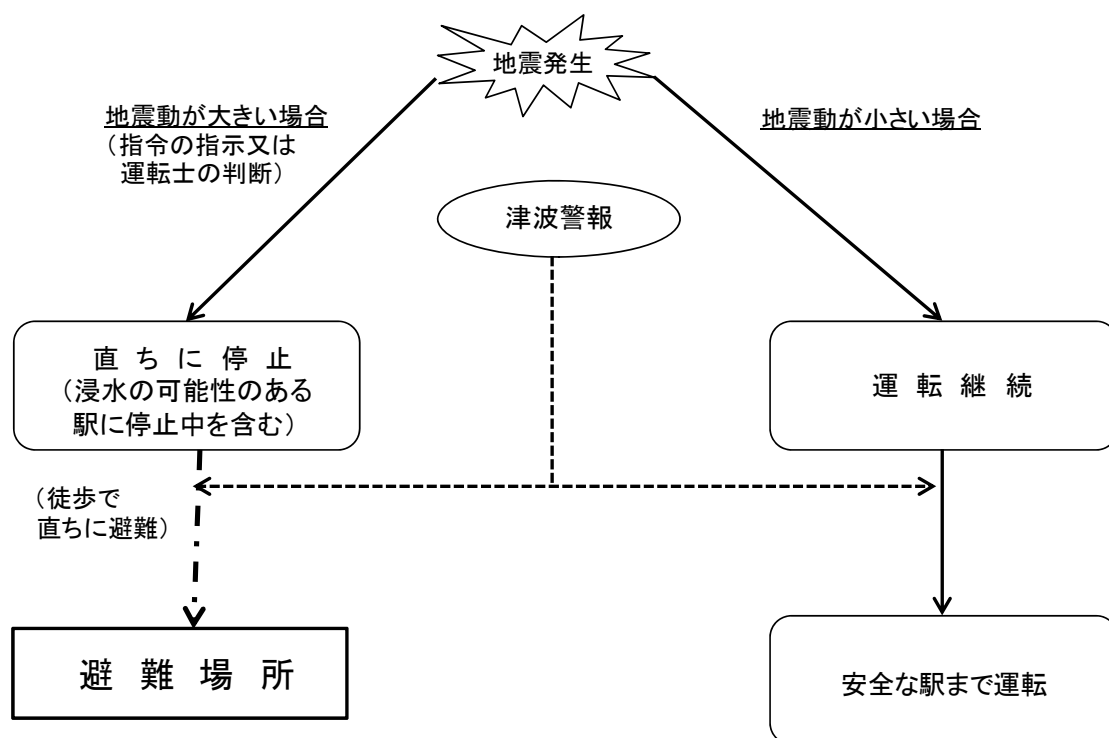 地震発生
地震動が大きい場合
（指令の指示又は
運転士の判断）
地震動が小さい場合
津波警報
直ちに停止
（浸水の可能性のある
駅に停止中を含む）
運転継続
（徒歩で
直ちに避難）
避難場所
安全な駅まで運転